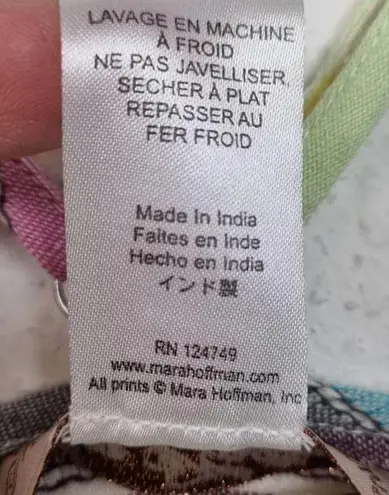 LAVAGE EN MACHINE
À FROID
NE PAS JAVELLISER,
SECHER À PLAT
REPASSER AU
FER FROID
Made In India
Faites en Inde
Hecho en India
インド製
RN 124749
www.marahoffman.com
All prints © Mara Hoffman, Inc